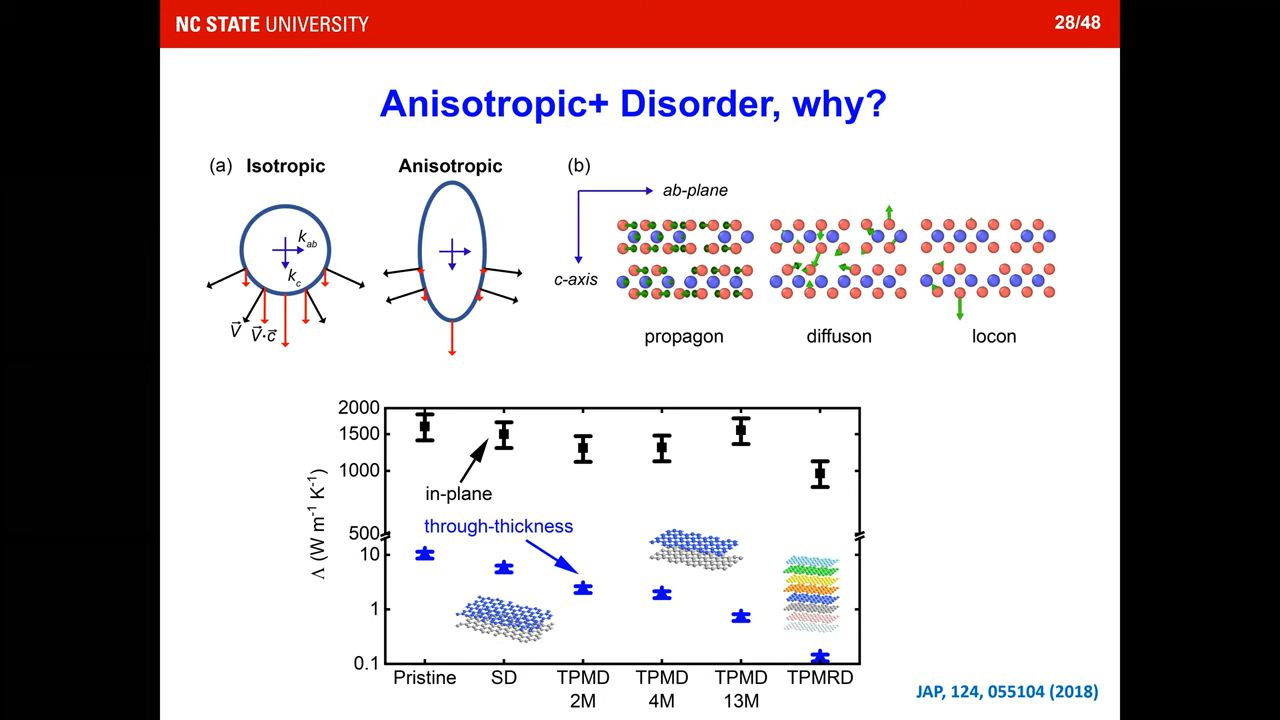 NC STATE UNIVERSITY
28/48
Anisotropic+ Disorder, why?
(a) Isotropic
Anisotropic
(b)
ab-plane
c-axis
k ab
k c
V⃗
V⃗·c⃗
propagon
diffuson
locon
Λ (W m⁻¹ K⁻¹)
2000
1500
1000
500
10
1
0.1
in-plane
through-thickness
Pristine
SD
TPMD
2M
TPMD
4M
TPMD
13M
TPMRD
JAP, 124, 055104 (2018)